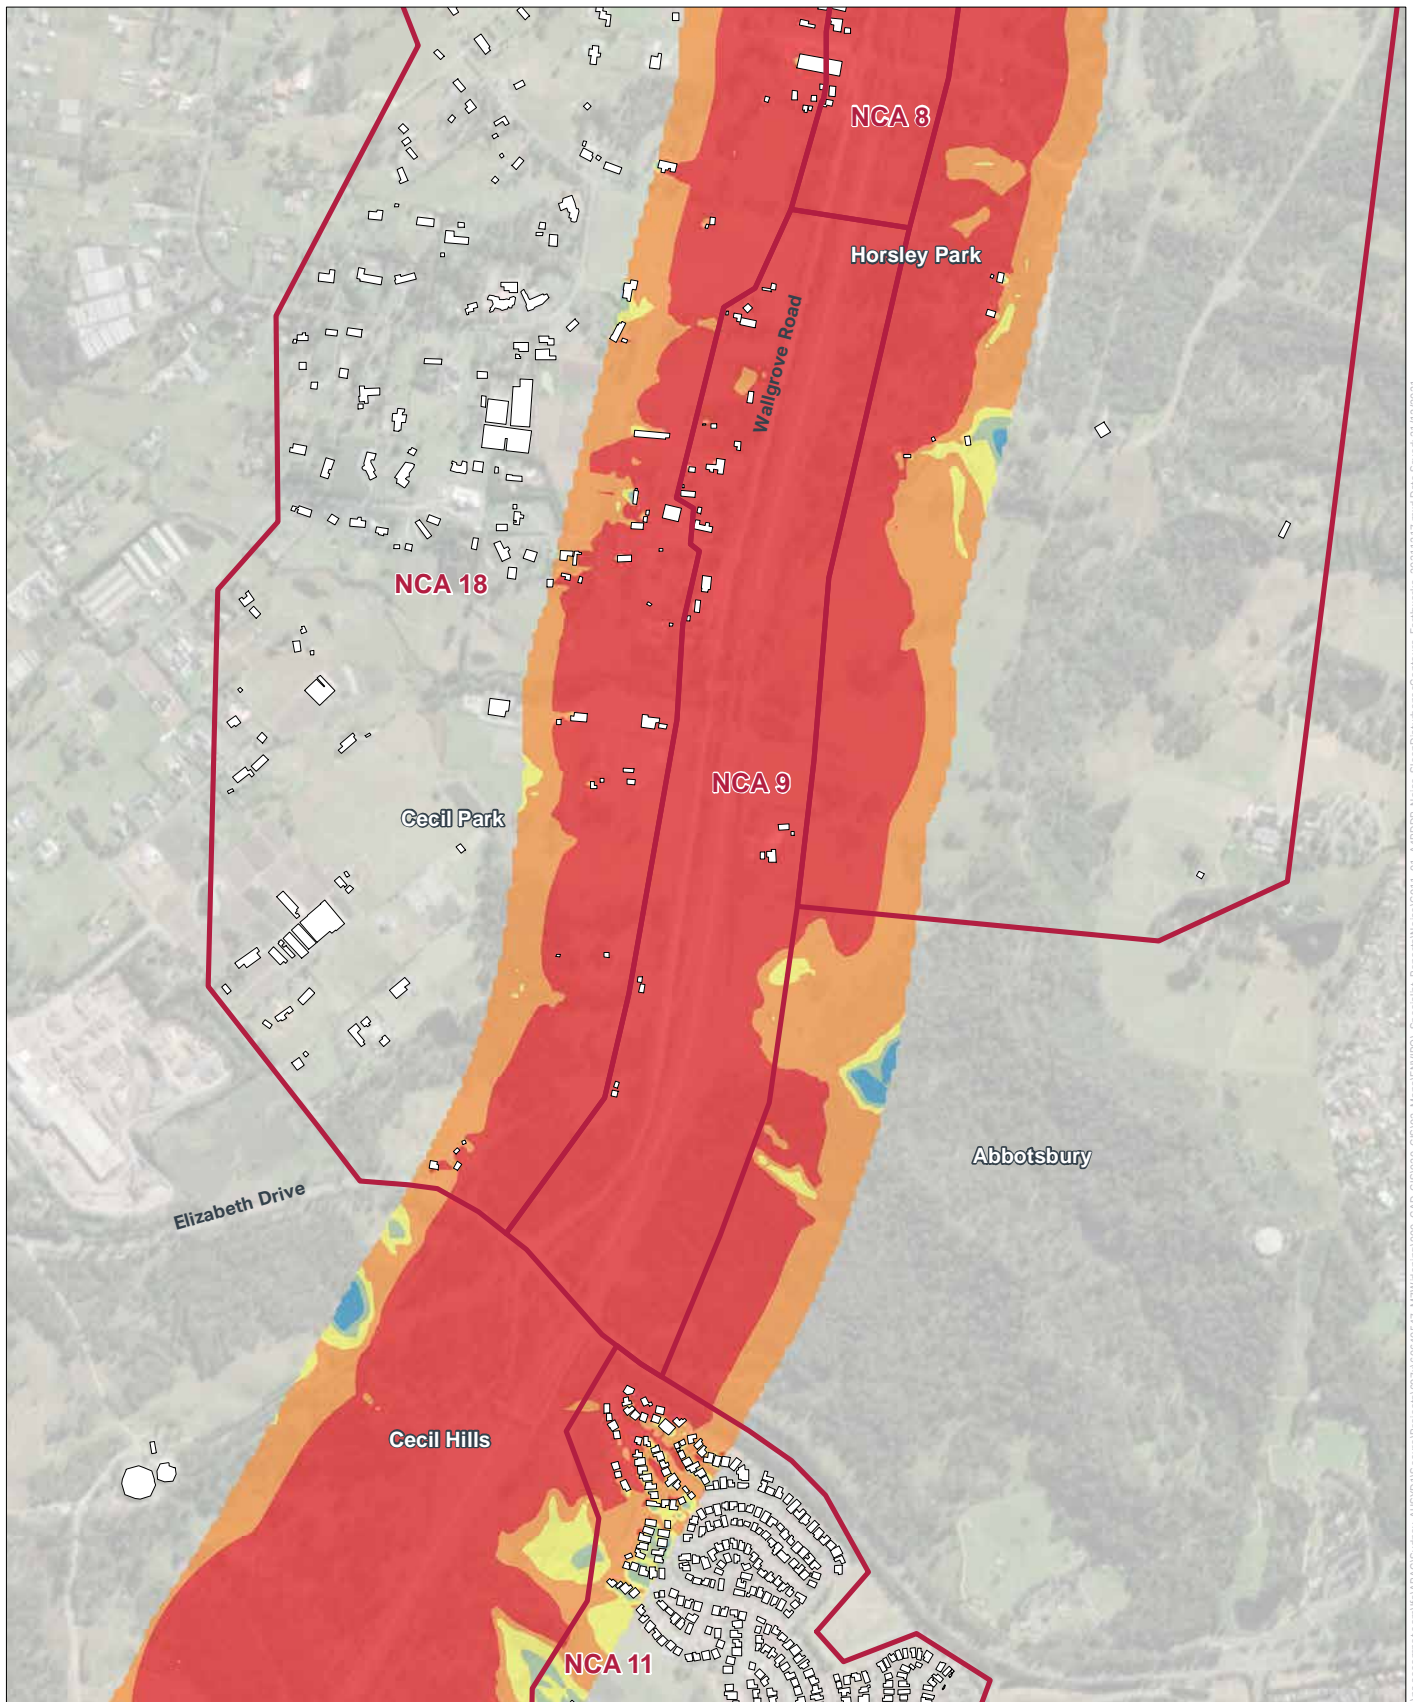 NCA 8
Horsley Park
Wallgrove Road
NCA 18
NCA 9
Cecil Park
Abbotsbury
Elizabeth Drive
Cecil Hills
NCA 11